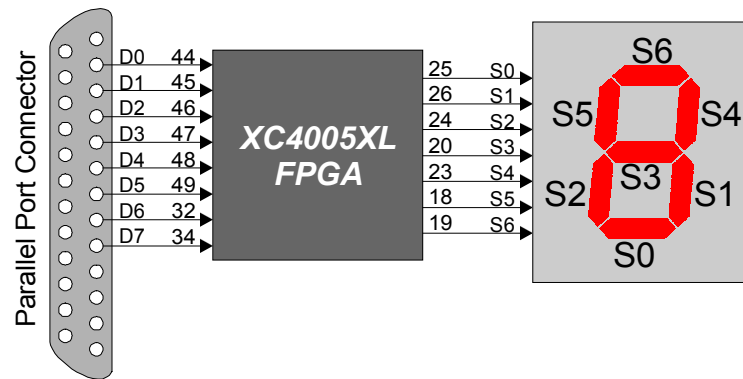 Parallel Port Connector
D0 44
D1 45
D2 46
D3 47
D4 48
D5 49
D6 32
D7 34
XC4005XL
FPGA
25 S0
26 S1
24 S2
20 S3
23 S4
18 S5
19 S6
S6
S5 S4
S3
S2 S1
S0